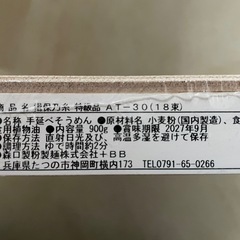 品名 揖保乃糸 特級品 AT-30(18束)
●名称 手延べそうめん ●原材料名 小麦粉(国内製造)、食
用植物油 ●内容量 900g ●賞味期限 2027年9月
●保存方法 直射日光及び、高温多湿を避け保存
●調理方法 ゆで時間約2分
●森口製粉製麺株式会社+BB
兵庫県たつの市神岡町横内173
TEL0791-65-0266